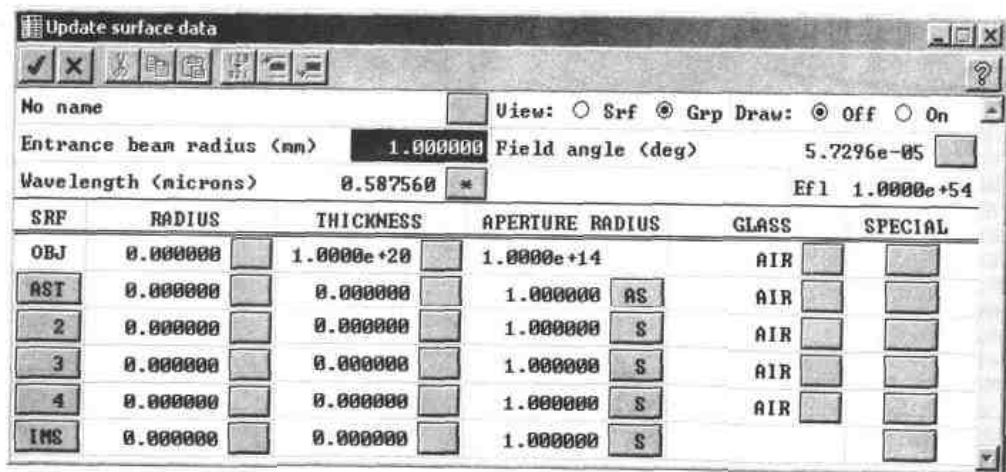 Update surface data
No name View: Srf Grp Draw: Off On
Entrance beam radius (mm) 1.000000 Field angle (deg) 5.7296e-05
Wavelength (microns) 0.587560 * Efl 1.0000e+54
SRF RADIUS THICKNESS APERTURE RADIUS GLASS SPECIAL
OBJ 0.000000 1.0000e+20 1.0000e+14 AIR
AST 0.000000 0.000000 1.000000 AS AIR
2 0.000000 0.000000 1.000000 S AIR
3 0.000000 0.000000 1.000000 S AIR
4 0.000000 0.000000 1.000000 S AIR
IMS 0.000000 0.000000 1.000000 S